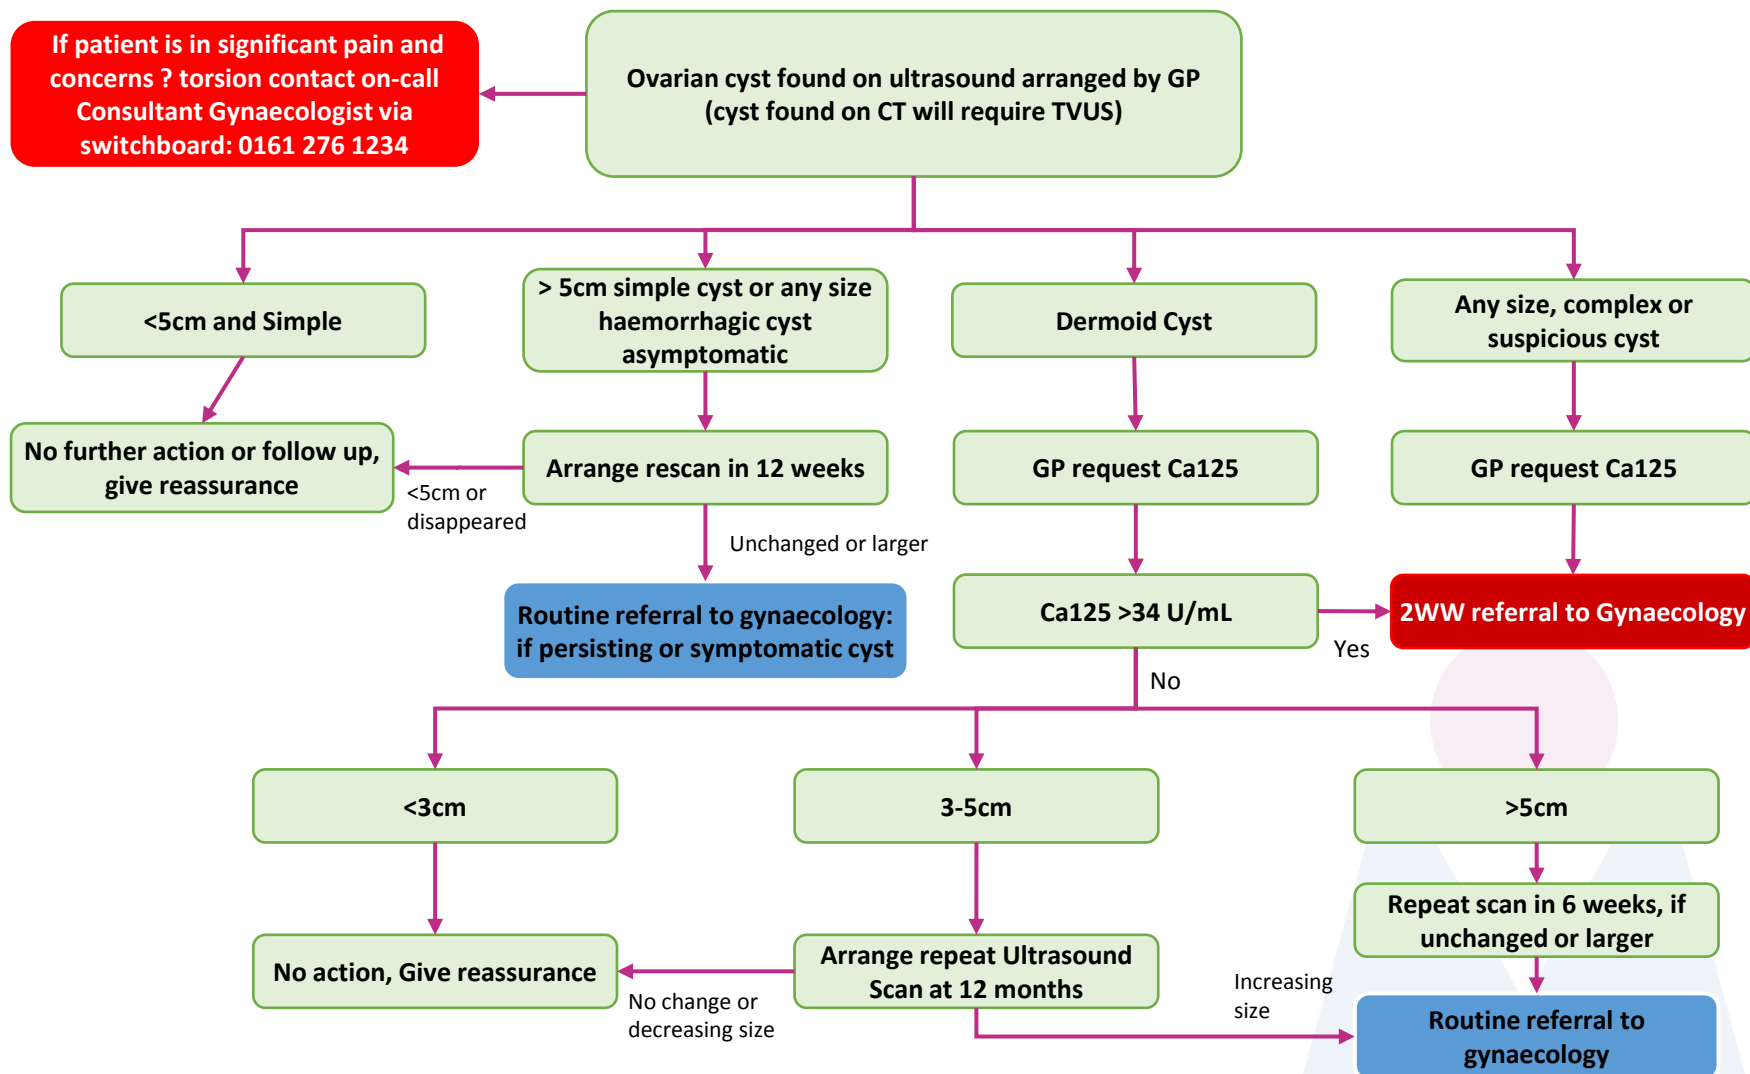 If patient is in significant pain and
concerns ? torsion contact on-call
Consultant Gynaecologist via
switchboard: 0161 276 1234
Ovarian cyst found on ultrasound arranged by GP
(cyst found on CT will require TVUS)
<5cm and Simple
> 5cm simple cyst or any size
haemorrhagic cyst
asymptomatic
Dermoid Cyst
Any size, complex or
suspicious cyst
No further action or follow up,
give reassurance
<5cm or
disappeared
Arrange rescan in 12 weeks
GP request Ca125
GP request Ca125
Unchanged or larger
Routine referral to gynaecology:
if persisting or symptomatic cyst
Ca125 >34 U/mL
Yes
2WW referral to Gynaecology
No
<3cm
3-5cm
>5cm
Repeat scan in 6 weeks, if
unchanged or larger
No action, Give reassurance
No change or
decreasing size
Arrange repeat Ultrasound
Scan at 12 months
Increasing
size
Routine referral to
gynaecology